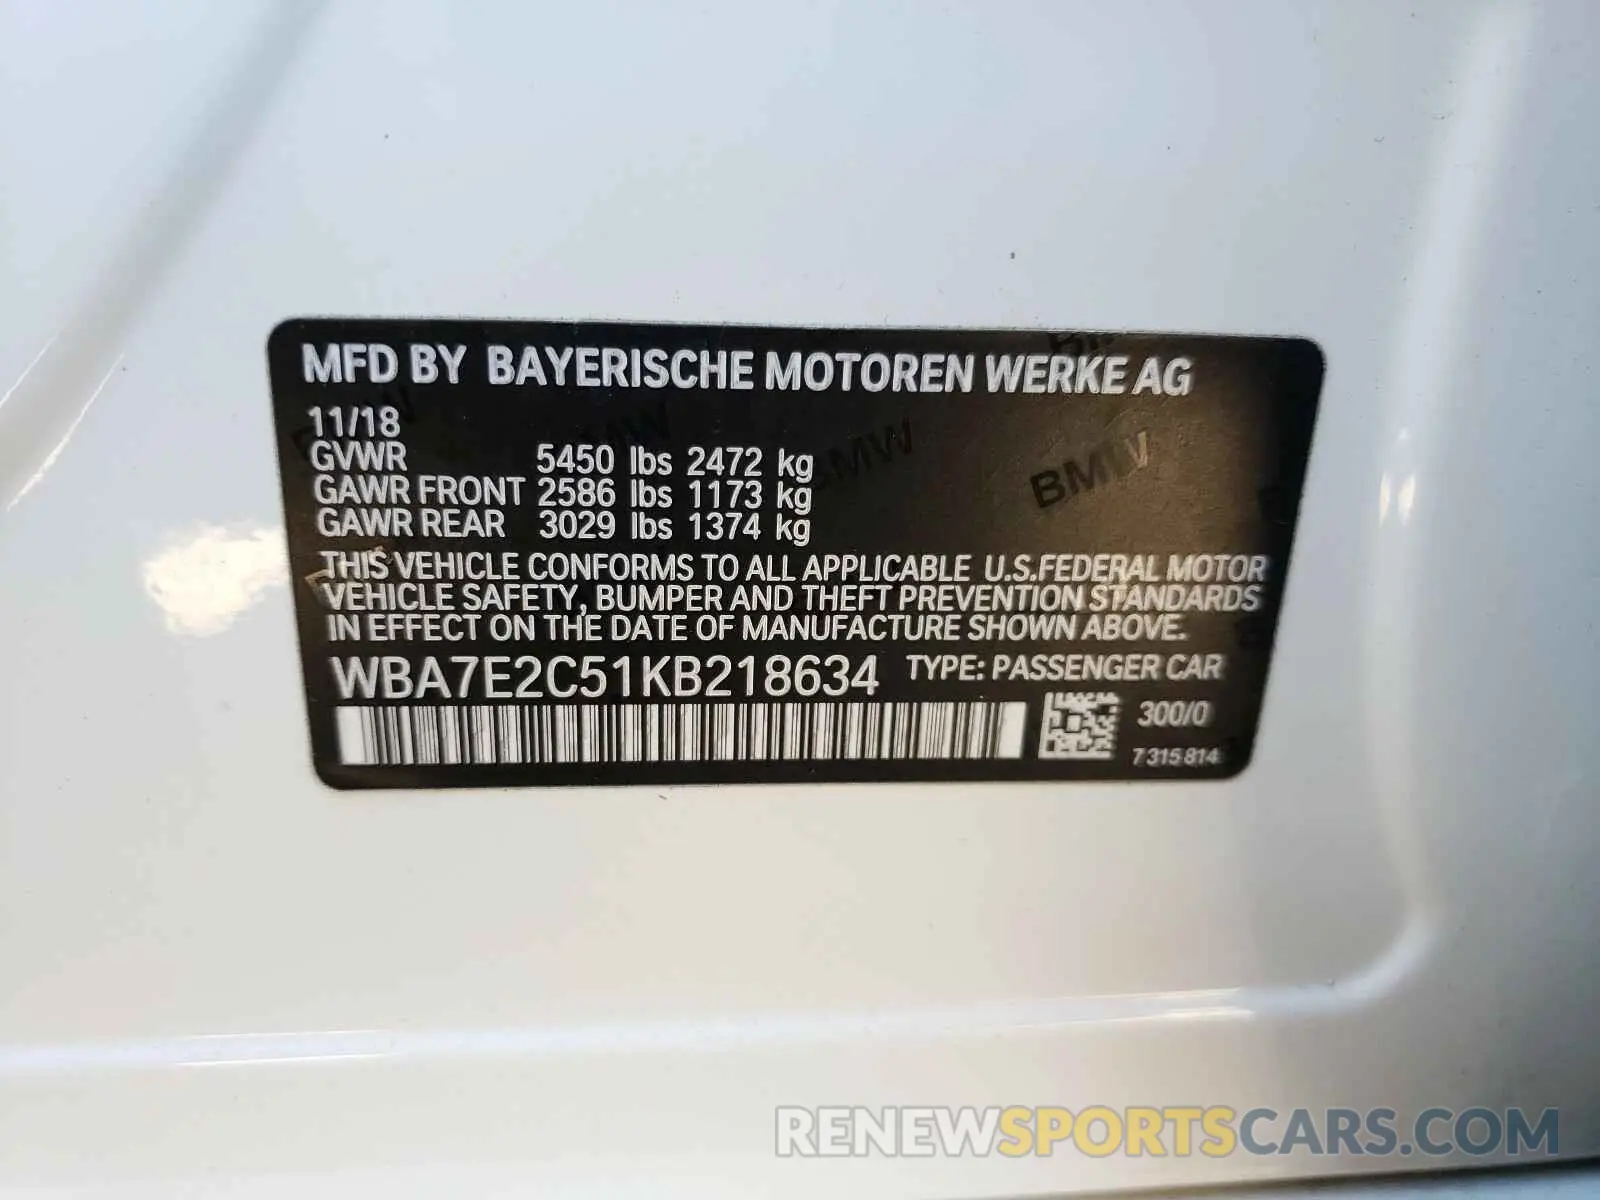 MFD BY BAYERISCHE MOTOREN WERKE AG
11/18
GVWR 5450 lbs 2472 kg
GAWR FRONT 2586 lbs 1173 kg
GAWR REAR 3029 lbs 1374 kg
THIS VEHICLE CONFORMS TO ALL APPLICABLE U.S.FEDERAL MOTOR
VEHICLE SAFETY, BUMPER AND THEFT PREVENTION STANDARDS
IN EFFECT ON THE DATE OF MANUFACTURE SHOWN ABOVE.
WBA7E2C51KB218634 TYPE: PASSENGER CAR
300/0
7 315 814
BMW
BMW
RENEWSPORTSCARS.COM